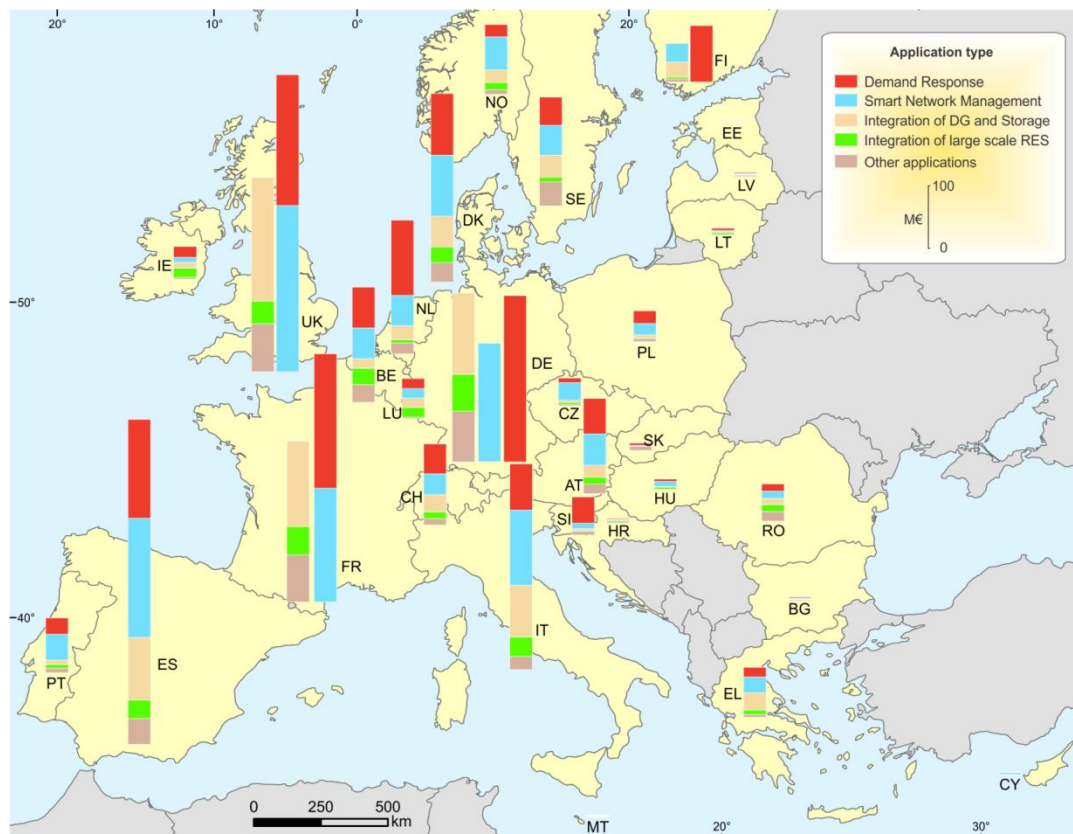 20°
10°
0°
20°
Application type
Demand Response
Smart Network Management
Integration of DG and Storage
Integration of large scale RES
Other applications
100
M€
0
FI
NO
EE
LV
SE
DK
LT
IE
50°
NL
UK
PL
DE
BE
LU
CZ
SK
CH
AT
HU
SI
HR
RO
FR
BG
40°
IT
ES
PT
EL
CY
0 250 500
km
MT
20°
30°